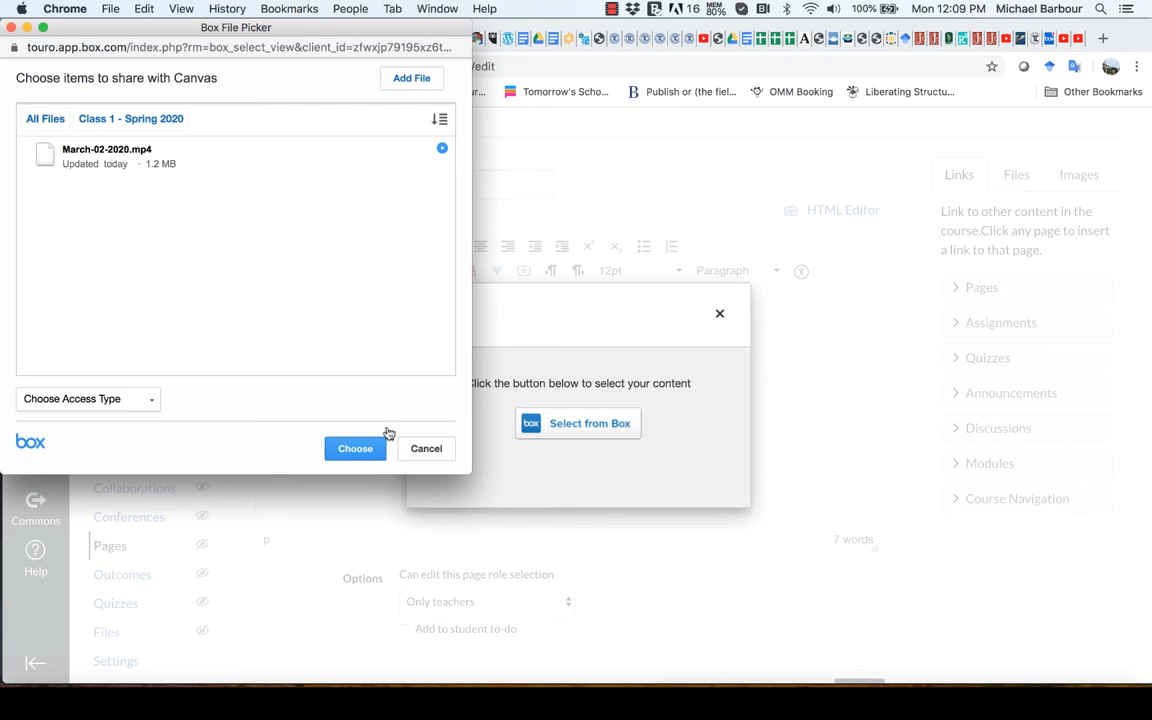 Chrome File Edit View History Bookmarks People Tab Window Help 16 MEM 80% 100% Mon 12:09 PM Michael Barbour
Box File Picker
touro.app.box.com/index.php?rm=box_select_view&client_id=zfwxjp79195xz6t...
/edit
Choose items to share with Canvas
Add File
ur... Tomorrow's Scho... Publish or (the fiel... OMM Booking Liberating Structu... Other Bookmarks
All Files Class 1 - Spring 2020
March-02-2020.mp4
Updated today · 1.2 MB
Links Files Images
HTML Editor
Link to other content in the
course.Click any page to insert
a link to that page.
12pt Paragraph
Pages
Assignments
Quizzes
Announcements
Discussions
Modules
Course Navigation
Click the button below to select your content
box Select from Box
Choose Access Type
box
Choose Cancel
Collaborations
Commons
Conferences
Pages
Help
Outcomes
Quizzes
Files
Settings
p
7 words
Options Can edit this page role selection
Only teachers
Add to student to-do